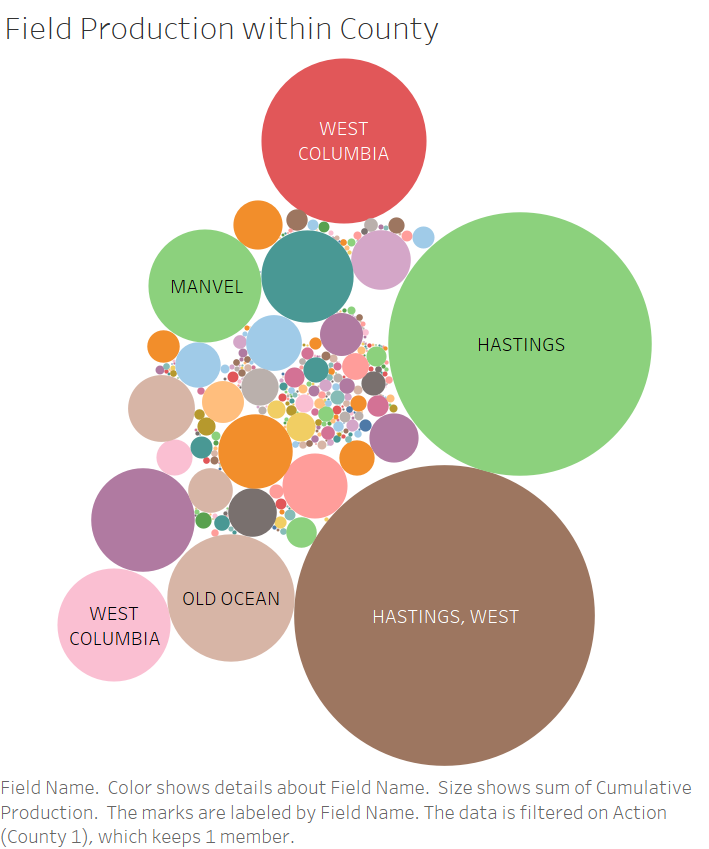 Field Production within County
WEST
COLUMBIA
MANVEL
HASTINGS
OLD OCEAN
WEST
COLUMBIA
HASTINGS, WEST
Field Name.  Color shows details about Field Name.  Size shows sum of Cumulative
Production.  The marks are labeled by Field Name. The data is filtered on Action
(County 1), which keeps 1 member.